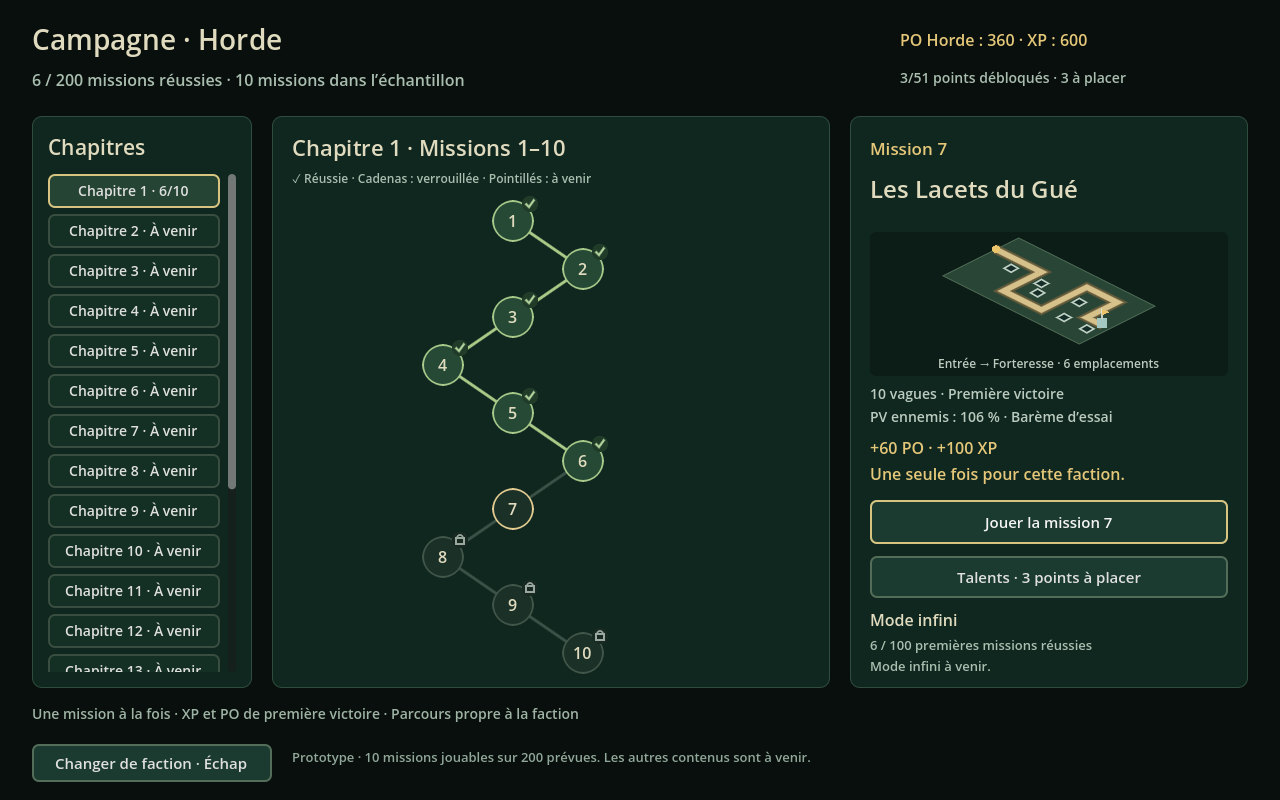 Campagne · Horde
6 / 200 missions réussies · 10 missions dans l’échantillon
PO Horde : 360 · XP : 600
3/51 points débloqués · 3 à placer
Chapitres
Chapitre 1 · 6/10
Chapitre 2 · À venir
Chapitre 3 · À venir
Chapitre 4 · À venir
Chapitre 5 · À venir
Chapitre 6 · À venir
Chapitre 7 · À venir
Chapitre 8 · À venir
Chapitre 9 · À venir
Chapitre 10 · À venir
Chapitre 11 · À venir
Chapitre 12 · À venir
Chapitre 13 · À venir
Chapitre 1 · Missions 1–10
✓ Réussie · Cadenas : verrouillée · Pointillés : à venir
1
2
3
4
5
6
7
8
9
10
Mission 7
Les Lacets du Gué
Entrée → Forteresse · 6 emplacements
10 vagues · Première victoire
PV ennemis : 106 % · Barème d’essai
+60 PO · +100 XP
Une seule fois pour cette faction.
Jouer la mission 7
Talents · 3 points à placer
Mode infini
6 / 100 premières missions réussies
Mode infini à venir.
Une mission à la fois · XP et PO de première victoire · Parcours propre à la faction
Changer de faction · Échap
Prototype · 10 missions jouables sur 200 prévues. Les autres contenus sont à venir.